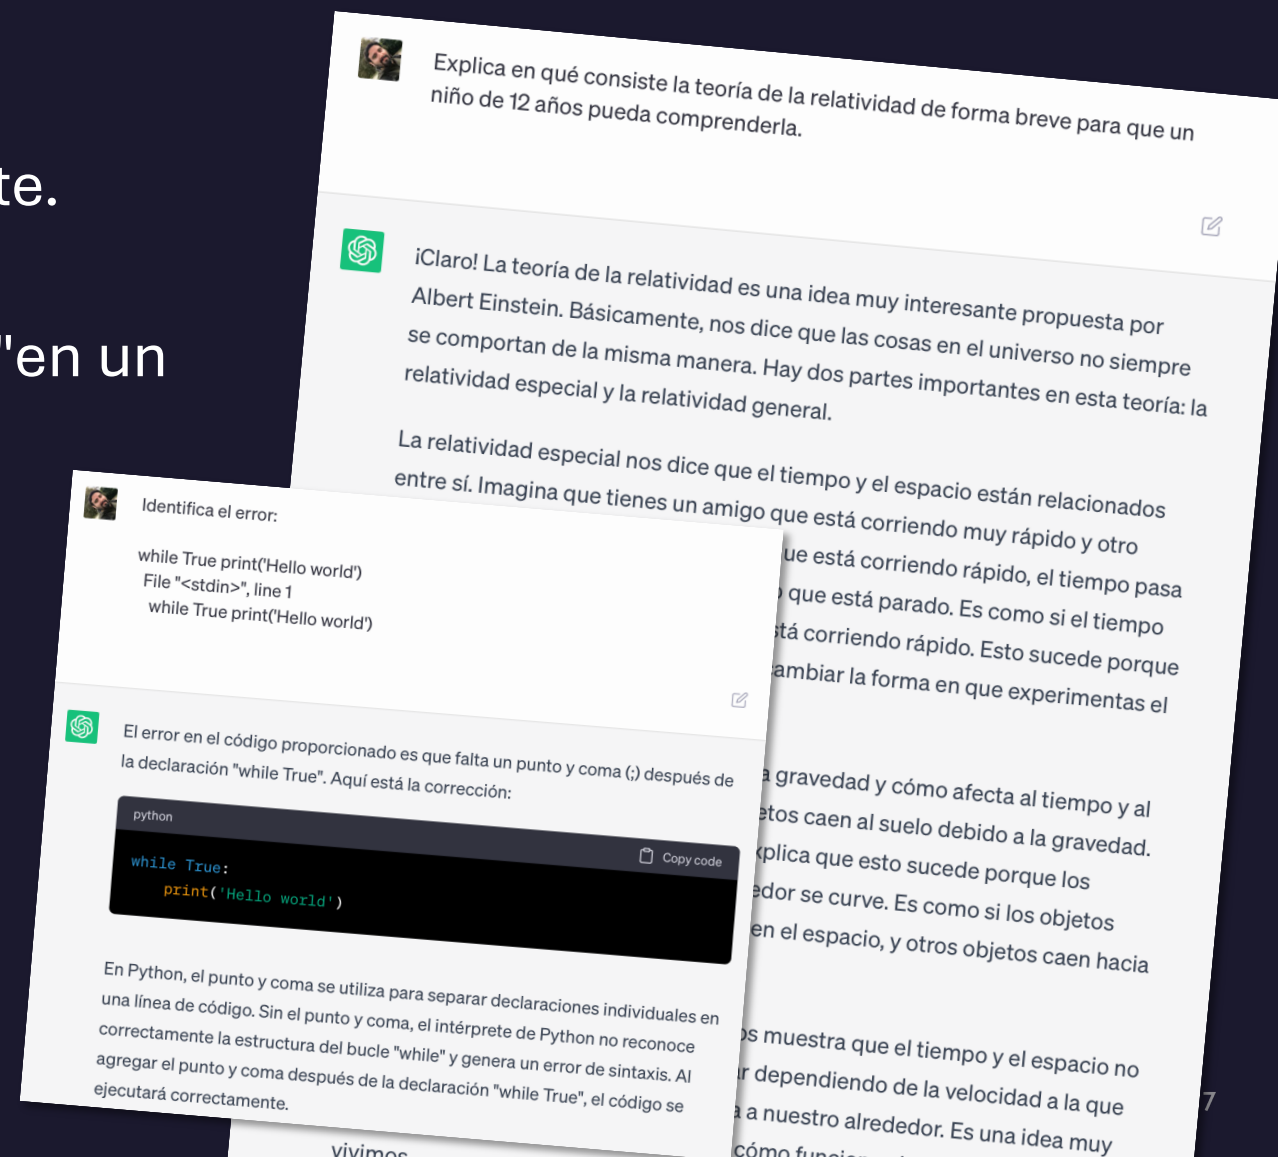 te.
"en un
Explica en qué consiste la teoría de la relatividad de forma breve para que un
niño de 12 años pueda comprenderla.
¡Claro! La teoría de la relatividad es una idea muy interesante propuesta por
Albert Einstein. Básicamente, nos dice que las cosas en el universo no siempre
se comportan de la misma manera. Hay dos partes importantes en esta teoría: la
relatividad especial y la relatividad general.
La relatividad especial nos dice que el tiempo y el espacio están relacionados
entre sí. Imagina que tienes un amigo que está corriendo muy rápido y otro
ue está corriendo rápido, el tiempo pasa
que está parado. Es como si el tiempo
stá corriendo rápido. Esto sucede porque
cambiar la forma en que experimentas el
a gravedad y cómo afecta al tiempo y al
etos caen al suelo debido a la gravedad.
xplica que esto sucede porque los
edor se curve. Es como si los objetos
en el espacio, y otros objetos caen hacia
os muestra que el tiempo y el espacio no
ar dependiendo de la velocidad a la que
a a nuestro alrededor. Es una idea muy
cómo
vivimos
Identifica el error:
while True print('Hello world')
File "<stdin>", line 1
while True print('Hello world')
El error en el código proporcionado es que falta un punto y coma (;) después de
la declaración "while True". Aquí está la corrección:
python
Copy code
while True:
print('Hello world')
En Python, el punto y coma se utiliza para separar declaraciones individuales en
una línea de código. Sin el punto y coma, el intérprete de Python no reconoce
correctamente la estructura del bucle "while" y genera un error de sintaxis. Al
agregar el punto y coma después de la declaración "while True", el código se
ejecutará correctamente.
7